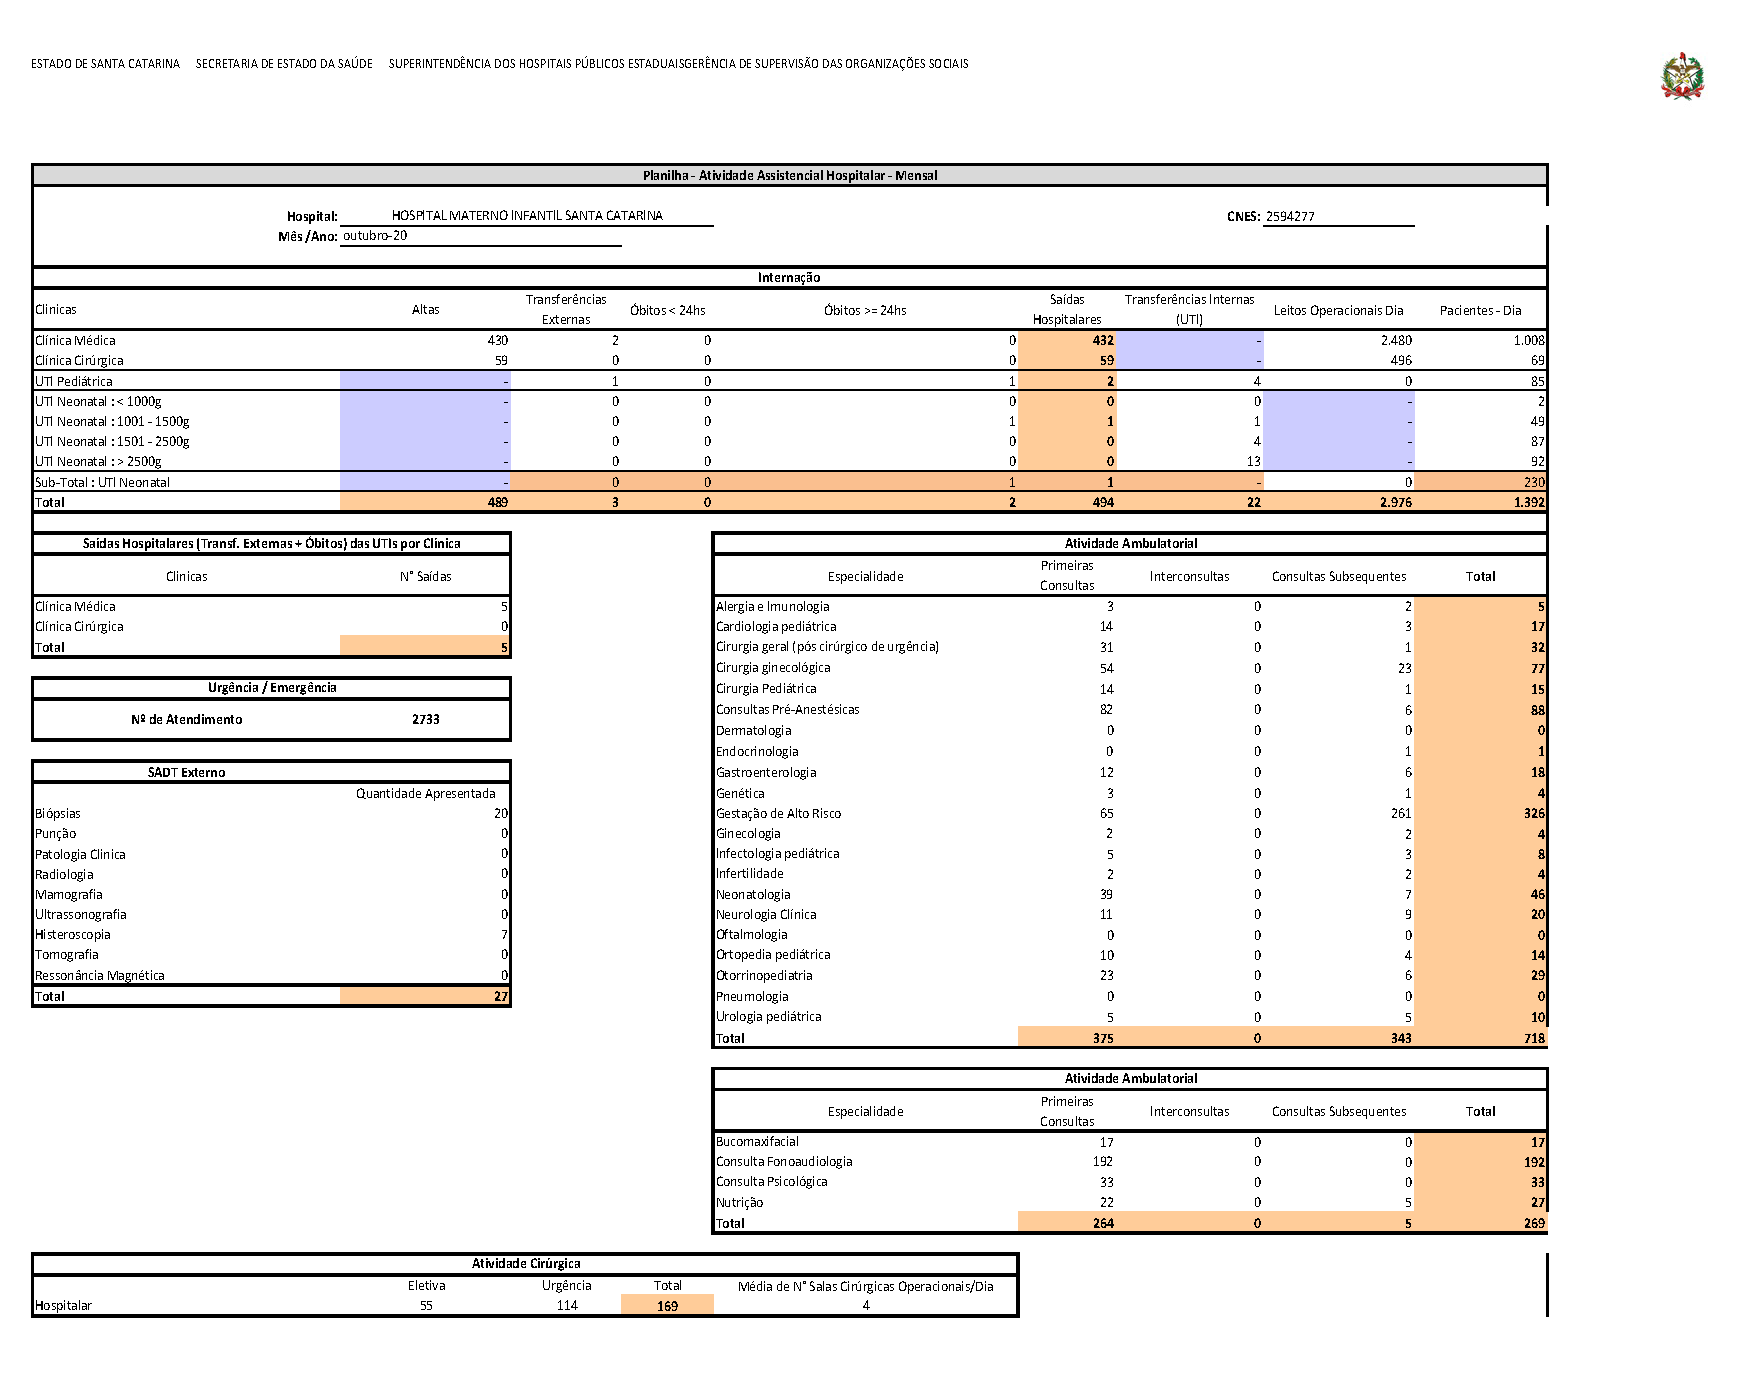 ESTADO DE SANTA CATARINA SECRETARIA DE ESTADO DA SAÚDE SUPERINTENDÊNCIA DOS HOSPITAIS PÚBLICOS ESTADUAISGERÊNCIA DE SUPERVISÃO DAS ORGANIZAÇÕES SOCIAIS
Planilha - Atividade Assistencial Hospitalar - Mensal
Hospital: HOSPITAL MATERNO INFANTIL SANTA CATARINA CNES: 2594277
Mês /Ano: outubro-20
Internação
Clinicas Altas Transferências Externas Óbitos < 24hs Óbitos >= 24hs Saídas Hospitalares Transferências Internas (UTI) Leitos Operacionais Dia Pacientes - Dia
Clínica Médica 430 2 0 0 432 - 2.480 1.008
Clínica Cirúrgica 59 0 0 0 59 - 496 69
UTI Pediátrica - 1 0 1 2 4 0 85
UTI Neonatal : < 1000g - 0 0 0 0 0 - 2
UTI Neonatal : 1001 - 1500g - 0 0 1 1 1 - 49
UTI Neonatal : 1501 - 2500g - 0 0 0 0 4 - 87
UTI Neonatal : > 2500g - 0 0 0 0 13 - 92
Sub-Total : UTI Neonatal - 0 0 1 1 - 0 230
Total 489 3 0 2 494 22 2.976 1.392
Saídas Hospitalares (Transf. Externas + Óbitos) das UTIs por Clínica
Clinicas N° Saídas
Clínica Médica 5
Clínica Cirúrgica 0
Total 5
Urgência / Emergência
Nº de Atendimento 2733
SADT Externo
Quantidade Apresentada
Biópsias 20
Punção 0
Patologia Clinica 0
Radiologia 0
Mamografia 0
Ultrassonografia 0
Histeroscopia 7
Tomografia 0
Ressonância Magnética 0
Total 27
Atividade Ambulatorial
Especialidade Primeiras Consultas Interconsultas Consultas Subsequentes Total
Alergia e Imunologia 3 0 2 5
Cardiologia pediátrica 14 0 3 17
Cirurgia geral (pós cirúrgico de urgência) 31 0 1 32
Cirurgia ginecológica 54 0 23 77
Cirurgia Pediátrica 14 0 1 15
Consultas Pré-Anestésicas 82 0 6 88
Dermatologia 0 0 0 0
Endocrinologia 0 0 1 1
Gastroenterologia 12 0 6 18
Genética 3 0 1 4
Gestação de Alto Risco 65 0 261 326
Ginecologia 2 0 2 4
Infectologia pediátrica 5 0 3 8
Infertilidade 2 0 2 4
Neonatologia 39 0 7 46
Neurologia Clínica 11 0 9 20
Oftalmologia 0 0 0 0
Ortopedia pediátrica 10 0 4 14
Otorrinopediatria 23 0 6 29
Pneumologia 0 0 0 0
Urologia pediátrica 5 0 5 10
Total 375 0 343 718
Atividade Ambulatorial
Especialidade Primeiras Consultas Interconsultas Consultas Subsequentes Total
Bucomaxifacial 17 0 0 17
Consulta Fonoaudiologia 192 0 0 192
Consulta Psicológica 33 0 0 33
Nutrição 22 0 5 27
Total 264 0 5 269
Atividade Cirúrgica
Eletiva Urgência Total Média de N° Salas Cirúrgicas Operacionais/Dia
Hospitalar 55 114 169 4